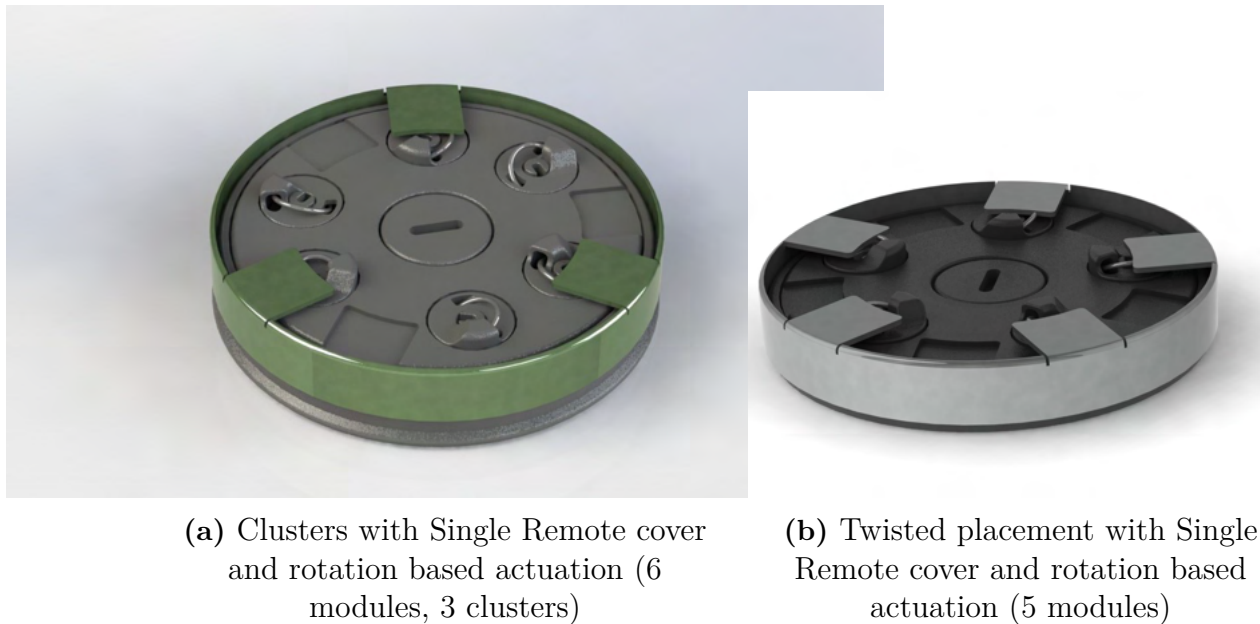 (a) Clusters with Single Remote cover
and rotation based actuation (6
modules, 3 clusters)
(b) Twisted placement with Single
Remote cover and rotation based
actuation (5 modules)